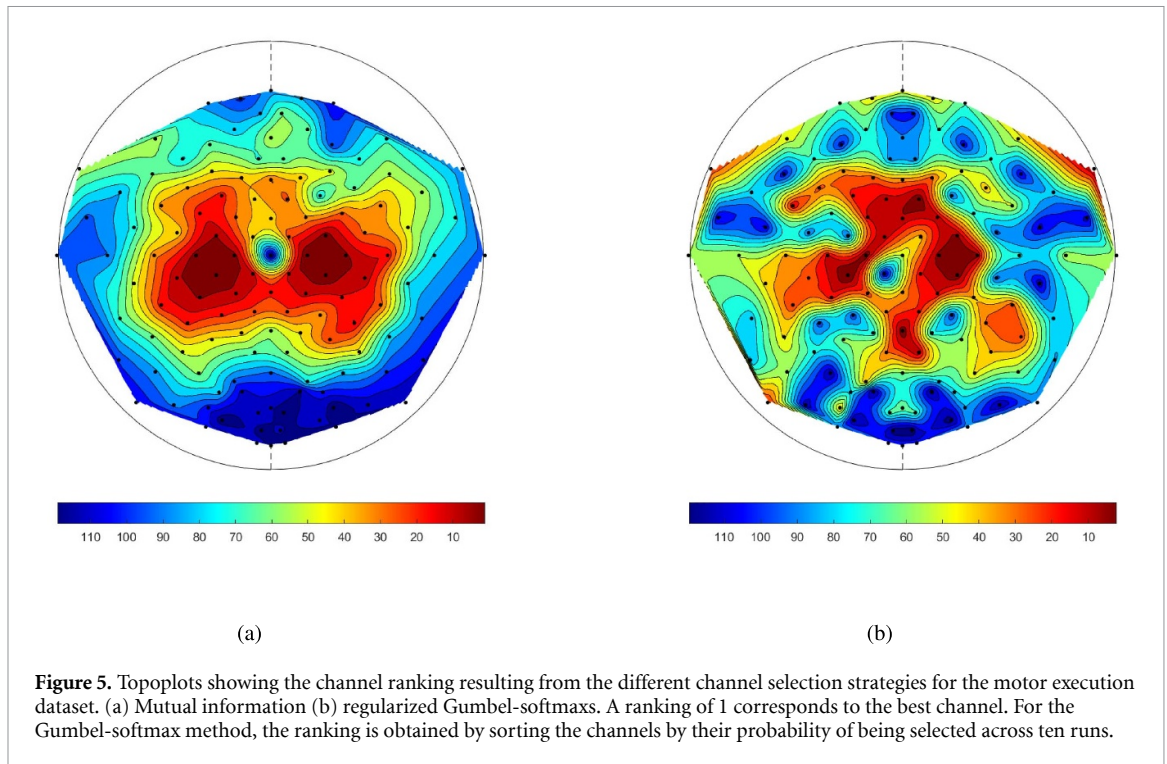 110 100 90 80 70 60 50 40 30 20 10
110 100 90 80 70 60 50 40 30 20 10
(a)
(b)
Figure 5. Topoplots showing the channel ranking resulting from the different channel selection strategies for the motor execution
dataset. (a) Mutual information (b) regularized Gumbel-softmaxs. A ranking of 1 corresponds to the best channel. For the
Gumbel-softmax method, the ranking is obtained by sorting the channels by their probability of being selected across ten runs.